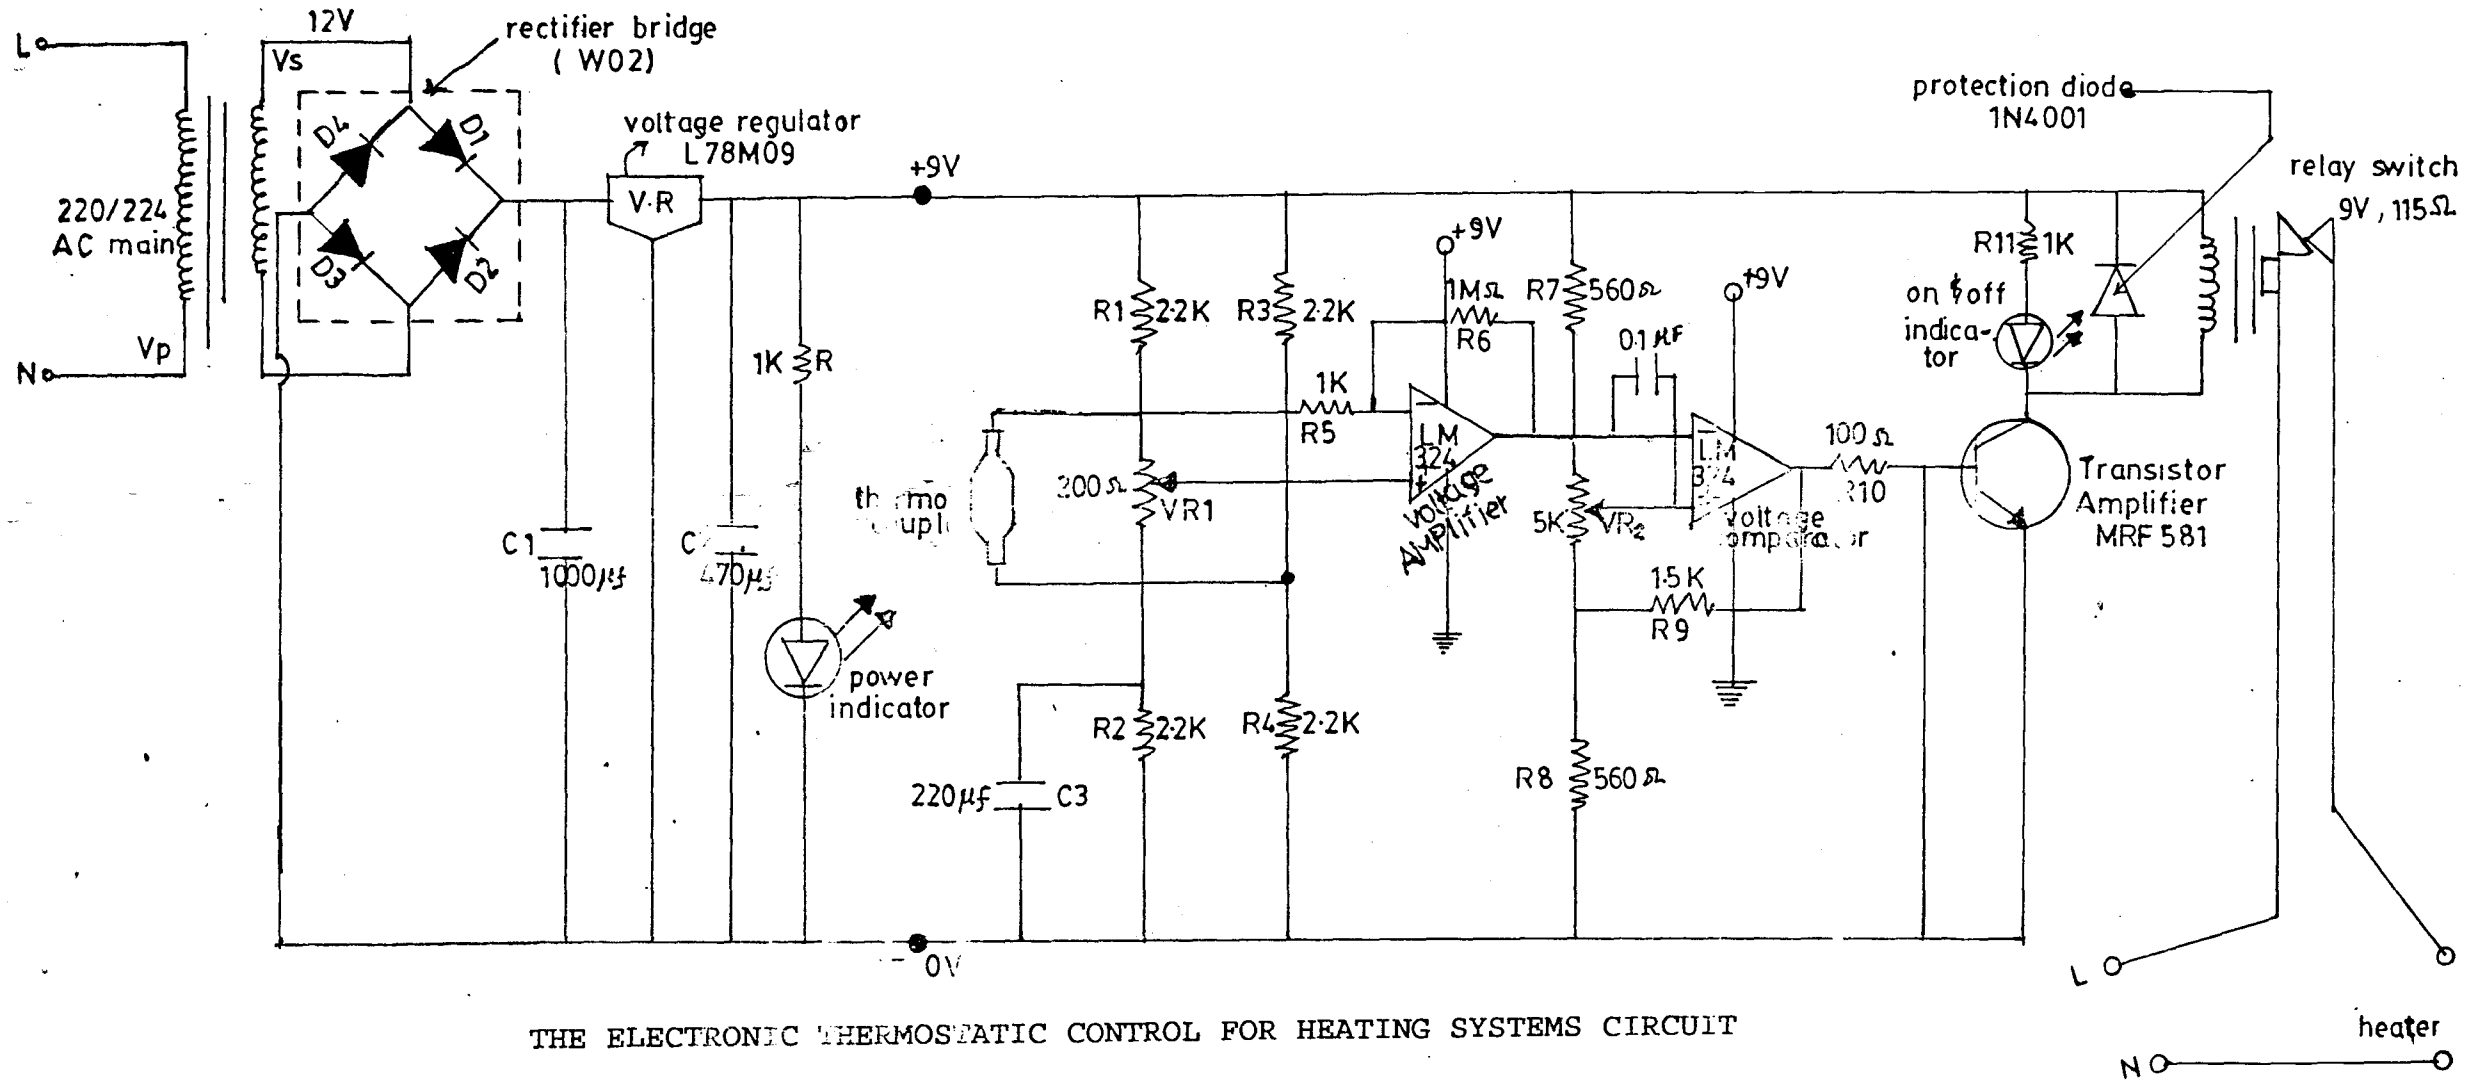 L
12V
Vs
rectifier bridge
( W02)
D4
D1
D3
D2
220/224
AC main
Vp
N
voltage regulator
L78M09
V·R
+9V
C1
1000µf
C
470µf
1K
R
power
indicator
R1
2·2K
R3
2·2K
200Ω
VR1
R2
2·2K
R4
2·2K
220µf
C3
0V
1K
R5
+9V
1MΩ
R6
−
LM
324
+
voltage
Amplifier
R7
560Ω
0.1µF
5K
VR2
1·5K
R9
R8
560Ω
+9V
−
LM
324
voltage
100Ω
R10
protection diode
1N4001
R11
1K
on & off
indica-
tor
relay switch
9V, 115Ω
Transistor
Amplifier
MRF 581
L
heater
N
THE ELECTRONIC THERMOSTATIC CONTROL FOR HEATING SYSTEMS CIRCUIT